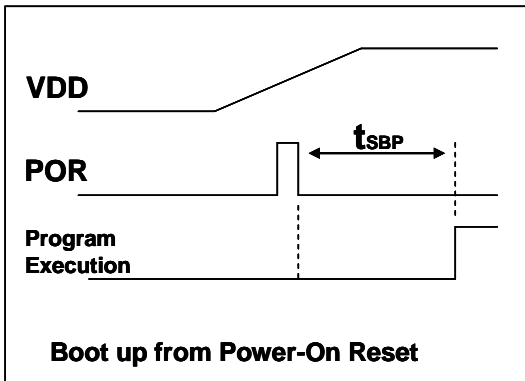 VDD
tSBP
POR
Program
Execution
Boot up from Power-On Reset